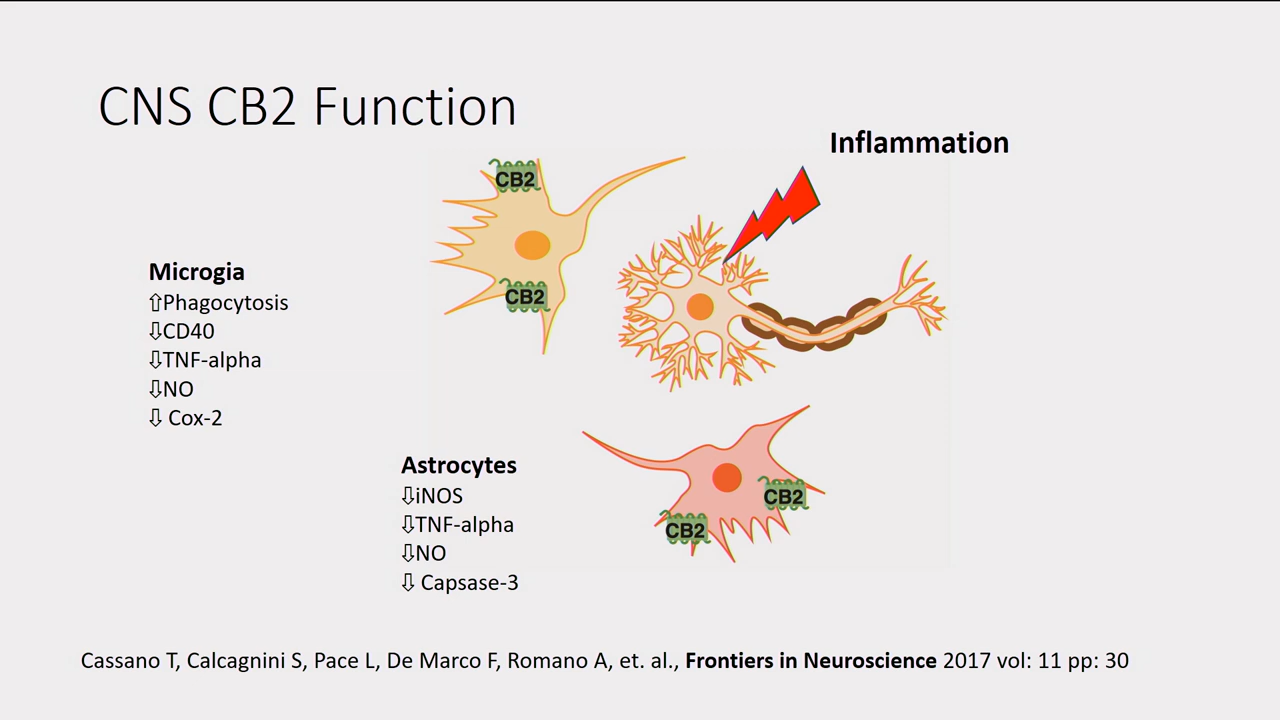 CNS CB2 Function
Inflammation
CB2
CB2
Microgia
⇧Phagocytosis
⇩CD40
⇩TNF-alpha
⇩NO
⇩ Cox-2
Astrocytes
⇩iNOS
⇩TNF-alpha
⇩NO
⇩ Capsase-3
CB2
CB2
Cassano T, Calcagnini S, Pace L, De Marco F, Romano A, et. al., Frontiers in Neuroscience 2017 vol: 11 pp: 30